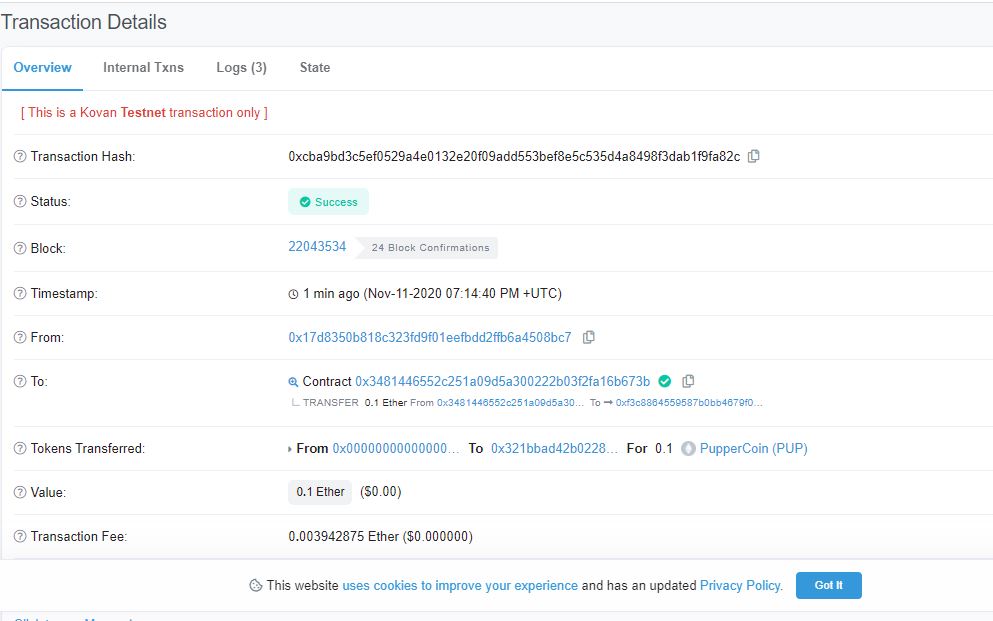 Transaction Details
Overview Internal Txns Logs (3) State
[ This is a Kovan Testnet transaction only ]
Transaction Hash: 0xcba9bd3c5ef0529a4e0132e20f09add553bef8e5c535d4a8498f3dab1f9fa82c
Status: Success
Block: 22043534 24 Block Confirmations
Timestamp: 1 min ago (Nov-11-2020 07:14:40 PM +UTC)
From: 0x17d8350b818c323fd9f01eefbdd2ffb6a4508bc7
To: Contract 0x3481446552c251a09d5a300222b03f2fa16b673b
TRANSFER 0.1 Ether From 0x3481446552c251a09d5a30... To → 0xf3c8864559587b0bb4679f0...
Tokens Transferred: From 0x00000000000000... To 0x321bbad42b0228... For 0.1 PupperCoin (PUP)
Value: 0.1 Ether ($0.00)
Transaction Fee: 0.003942875 Ether ($0.000000)
This website uses cookies to improve your experience and has an updated Privacy Policy. Got It